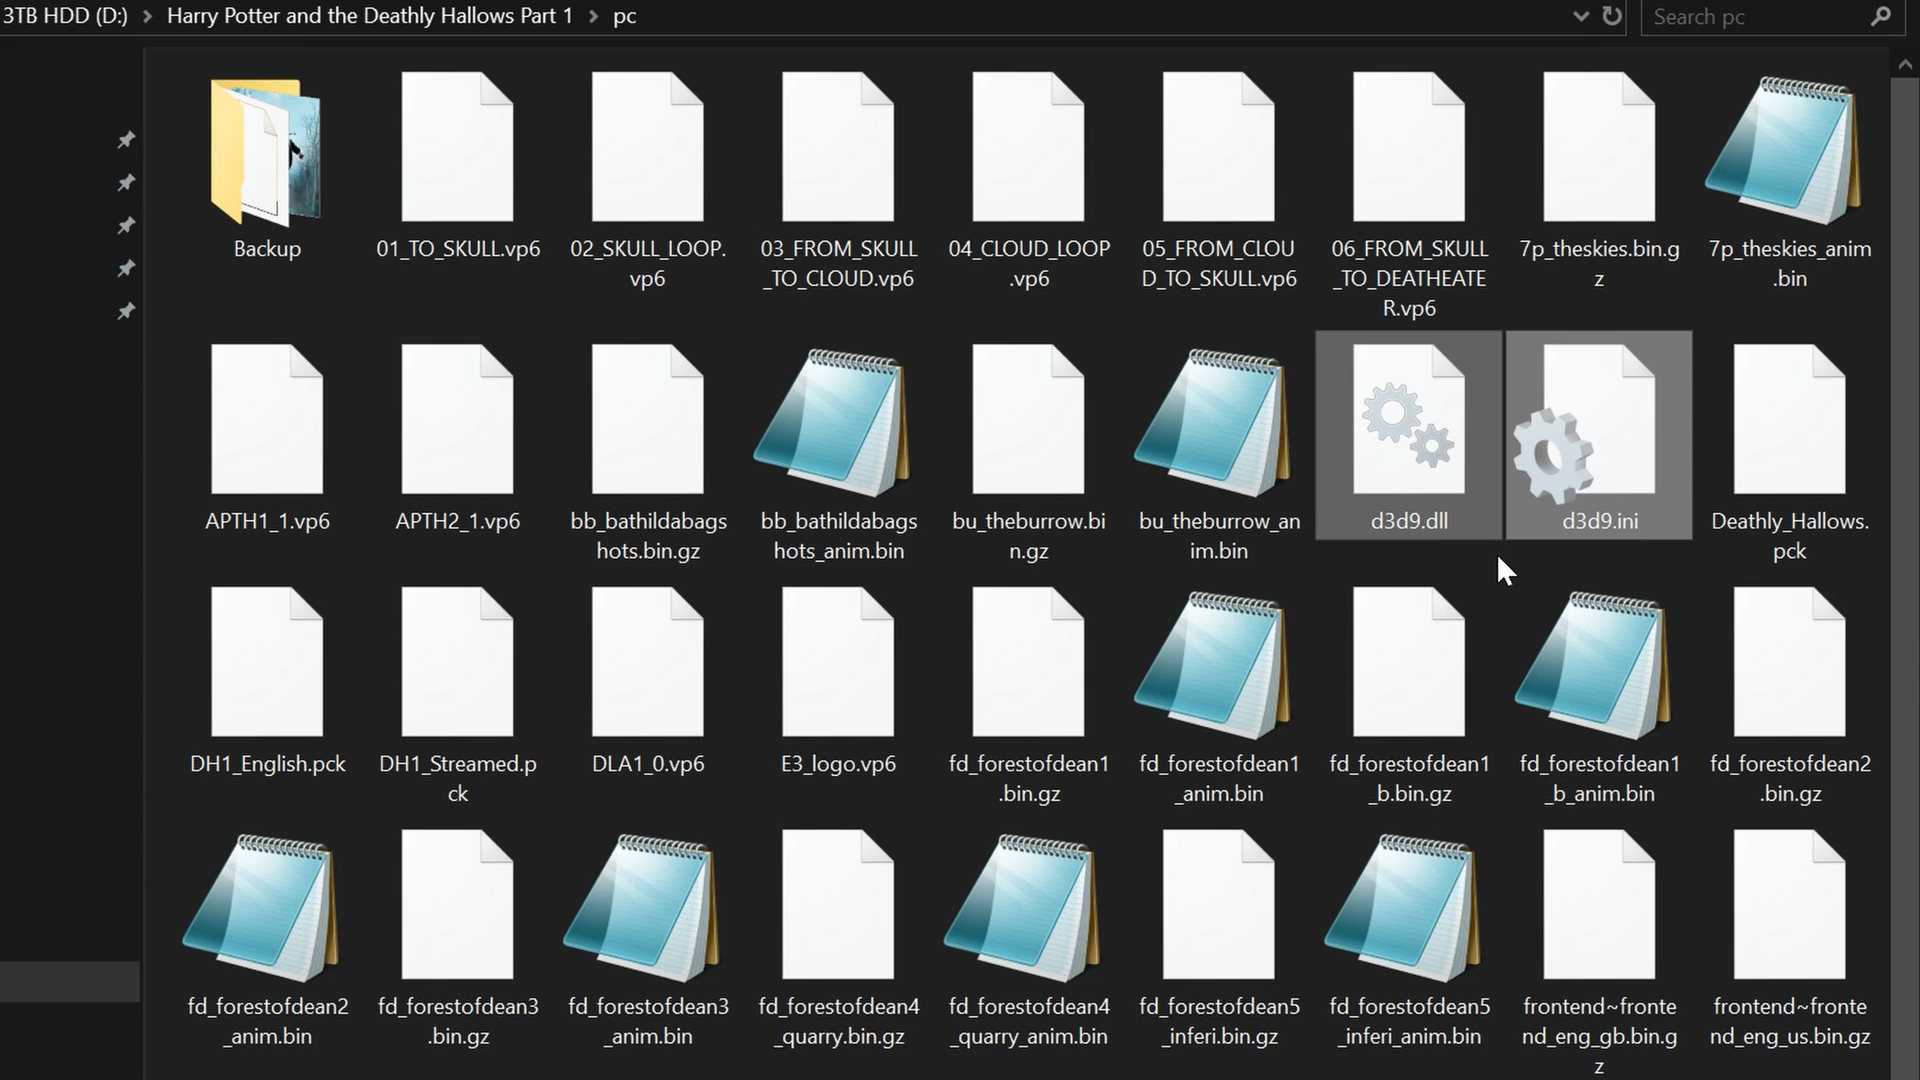 3TB HDD (D:) > Harry Potter and the Deathly Hallows Part 1 > pc
Search pc
Backup
01_TO_SKULL.vp6
02_SKULL_LOOP.
vp6
03_FROM_SKULL
_TO_CLOUD.vp6
04_CLOUD_LOOP
.vp6
05_FROM_CLOU
D_TO_SKULL.vp6
06_FROM_SKULL
_TO_DEATHEATE
R.vp6
7p_theskies.bin.g
z
7p_theskies_anim
.bin
APTH1_1.vp6
APTH2_1.vp6
bb_bathildabags
hots.bin.gz
bb_bathildabags
hots_anim.bin
bu_theburrow.bi
n.gz
bu_theburrow_an
im.bin
d3d9.dll
d3d9.ini
Deathly_Hallows.
pck
DH1_English.pck
DH1_Streamed.p
ck
DLA1_0.vp6
E3_logo.vp6
fd_forestofdean1
.bin.gz
fd_forestofdean1
_anim.bin
fd_forestofdean1
_b.bin.gz
fd_forestofdean1
_b_anim.bin
fd_forestofdean2
.bin.gz
fd_forestofdean2
_anim.bin
fd_forestofdean3
.bin.gz
fd_forestofdean3
_anim.bin
fd_forestofdean4
_quarry.bin.gz
fd_forestofdean4
_quarry_anim.bin
fd_forestofdean5
_inferi.bin.gz
fd_forestofdean5
_inferi_anim.bin
frontend~fronte
nd_eng_gb.bin.g
z
frontend~fronte
nd_eng_us.bin.gz